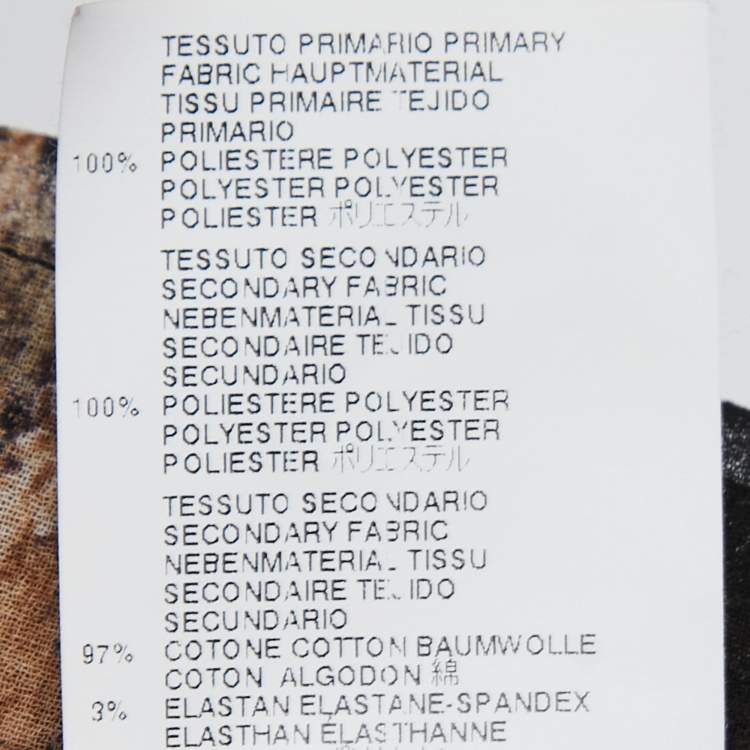 TESSUTO PRIMARIO PRIMARY
FABRIC HAUPTMATERIAL
TISSU PRIMAIRE TEJIDO
PRIMARIO
100% POLIESTERE POLYESTER
POLYESTER POLYESTER
POLIESTER ポリエステル
TESSUTO SECONDARIO
SECONDARY FABRIC
NEBENMATERIAL TISSU
SECONDAIRE TEJIDO
SECUNDARIO
100% POLIESTERE POLYESTER
POLYESTER POLYESTER
POLIESTER ポリエステル
TESSUTO SECONDARIO
SECONDARY FABRIC
NEBENMATERIAL TISSU
SECONDAIRE TEJIDO
SECUNDARIO
97% COTONE COTTON BAUMWOLLE
COTON ALGODON 綿
3% ELASTAN ELASTANE-SPANDEX
ELASTHAN ÉLASTHANNE